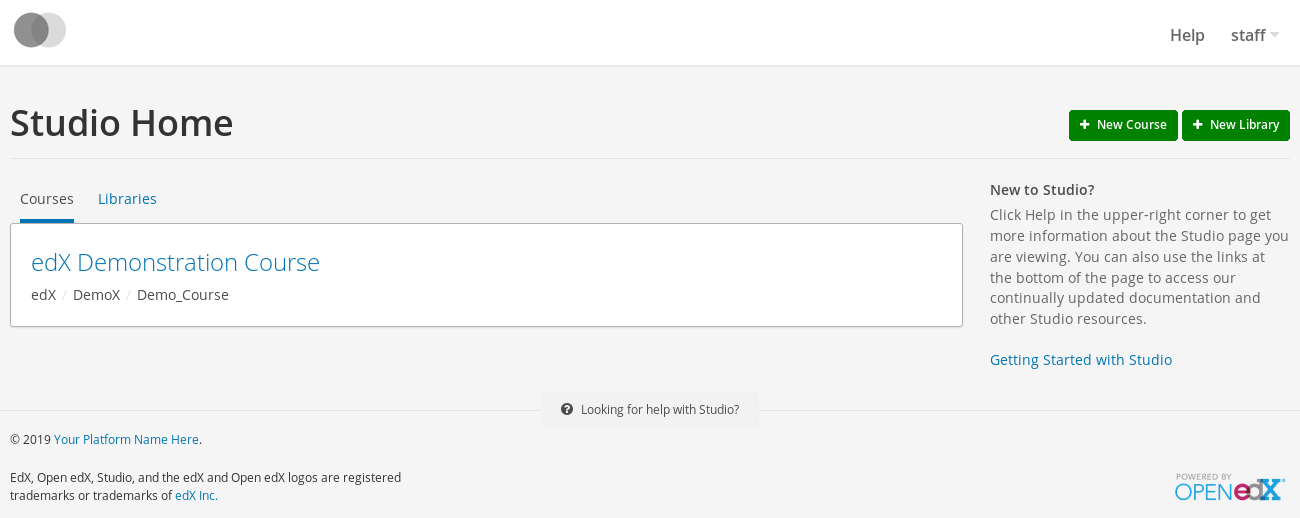 Help staff
Studio Home
+ New Course + New Library
Courses Libraries
edX Demonstration Course
edX / DemoX / Demo_Course
New to Studio?
Click Help in the upper-right corner to get
more information about the Studio page you
are viewing. You can also use the links at
the bottom of the page to access our
continually updated documentation and
other Studio resources.
Getting Started with Studio
Looking for help with Studio?
© 2019 Your Platform Name Here.
EdX, Open edX, Studio, and the edX and Open edX logos are registered
trademarks or trademarks of edX Inc.
POWERED BY
OPEN edX